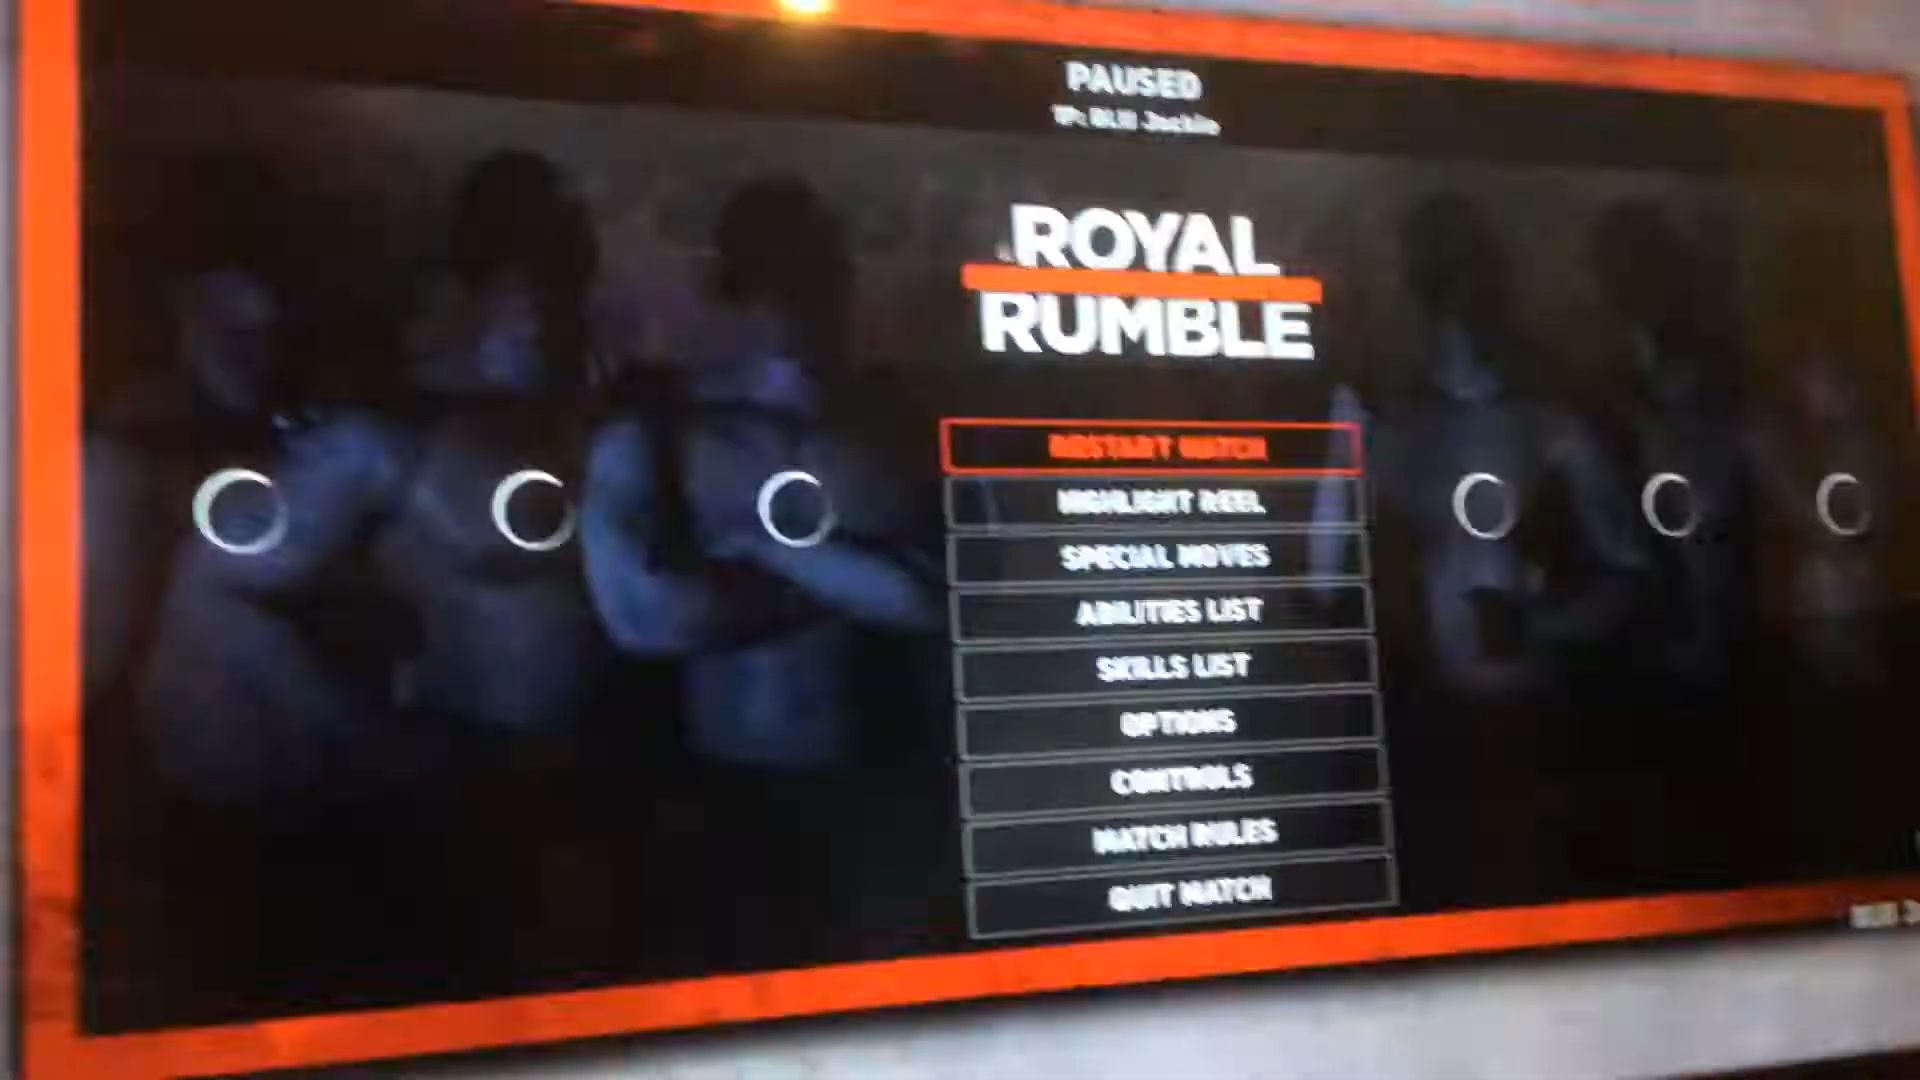 PAUSED
ROYAL
RUMBLE
RESTART MATCH
HIGHLIGHT REEL
SPECIAL MOVES
ABILITIES LIST
SKILLS LIST
OPTIONS
CONTROLS
MATCH RULES
QUIT MATCH